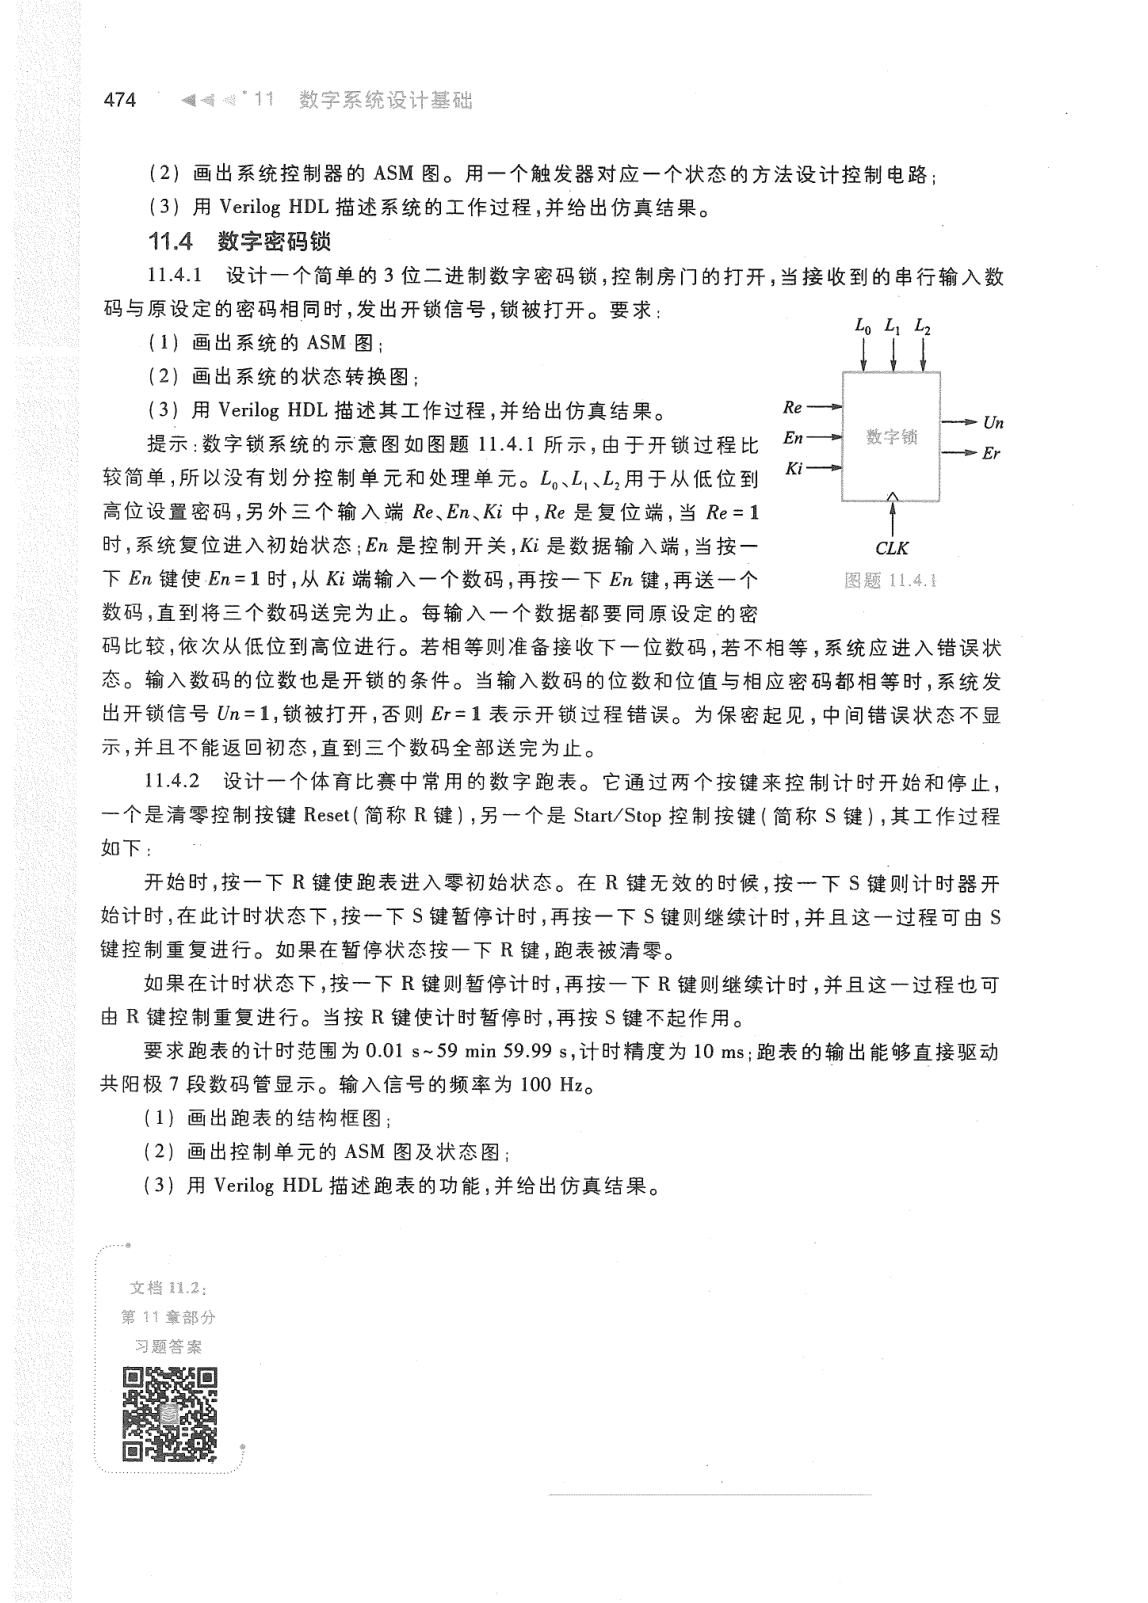 474 ◀◀◀ 11 数字系统设计基础
(2) 画出系统控制器的 ASM 图。用一个触发器对应一个状态的方法设计控制电路;
(3) 用 Verilog HDL 描述系统的工作过程,并给出仿真结果。
11.4 数字密码锁
11.4.1 设计一个简单的 3 位二进制数字密码锁,控制房门的打开,当接收到的串行输入数
码与原设定的密码相同时,发出开锁信号,锁被打开。要求:
(1) 画出系统的 ASM 图;
(2) 画出系统的状态转换图;
(3) 用 Verilog HDL 描述其工作过程,并给出仿真结果。
提示:数字锁系统的示意图如图题 11.4.1 所示,由于开锁过程比
较简单,所以没有划分控制单元和处理单元。L₀、L₁、L₂用于从低位到
高位设置密码,另外三个输入端 Re、En、Ki 中,Re 是复位端,当 Re = 1
时,系统复位进入初始状态;En 是控制开关,Ki 是数据输入端,当按一
下 En 键使 En = 1 时,从 Ki 端输入一个数码,再按一下 En 键,再送一个
数码,直到将三个数码送完为止。每输入一个数据都要同原设定的密
L₀ L₁ L₂
Re
En
Ki
数字锁
Un
Er
CLK
图题 11.4.1
码比较,依次从低位到高位进行。若相等则准备接收下一位数码,若不相等,系统应进入错误状
态。输入数码的位数也是开锁的条件。当输入数码的位数和位值与相应密码都相等时,系统发
出开锁信号 Un = 1,锁被打开,否则 Er = 1 表示开锁过程错误。为保密起见,中间错误状态不显
示,并且不能返回初态,直到三个数码全部送完为止。
11.4.2 设计一个体育比赛中常用的数字跑表。它通过两个按键来控制计时开始和停止,
一个是清零控制按键 Reset(简称 R 键),另一个是 Start/Stop 控制按键(简称 S 键),其工作过程
如下:
开始时,按一下 R 键使跑表进入零初始状态。在 R 键无效的时候,按一下 S 键则计时器开
始计时,在此计时状态下,按一下 S 键暂停计时,再按一下 S 键则继续计时,并且这一过程可由 S
键控制重复进行。如果在暂停状态按一下 R 键,跑表被清零。
如果在计时状态下,按一下 R 键则暂停计时,再按一下 R 键则继续计时,并且这一过程也可
由 R 键控制重复进行。当按 R 键使计时暂停时,再按 S 键不起作用。
要求跑表的计时范围为 0.01 s~59 min 59.99 s,计时精度为 10 ms;跑表的输出能够直接驱动
共阳极 7 段数码管显示。输入信号的频率为 100 Hz。
(1) 画出跑表的结构框图;
(2) 画出控制单元的 ASM 图及状态图;
(3) 用 Verilog HDL 描述跑表的功能,并给出仿真结果。
文档 11.2:
第 11 章部分
习题答案